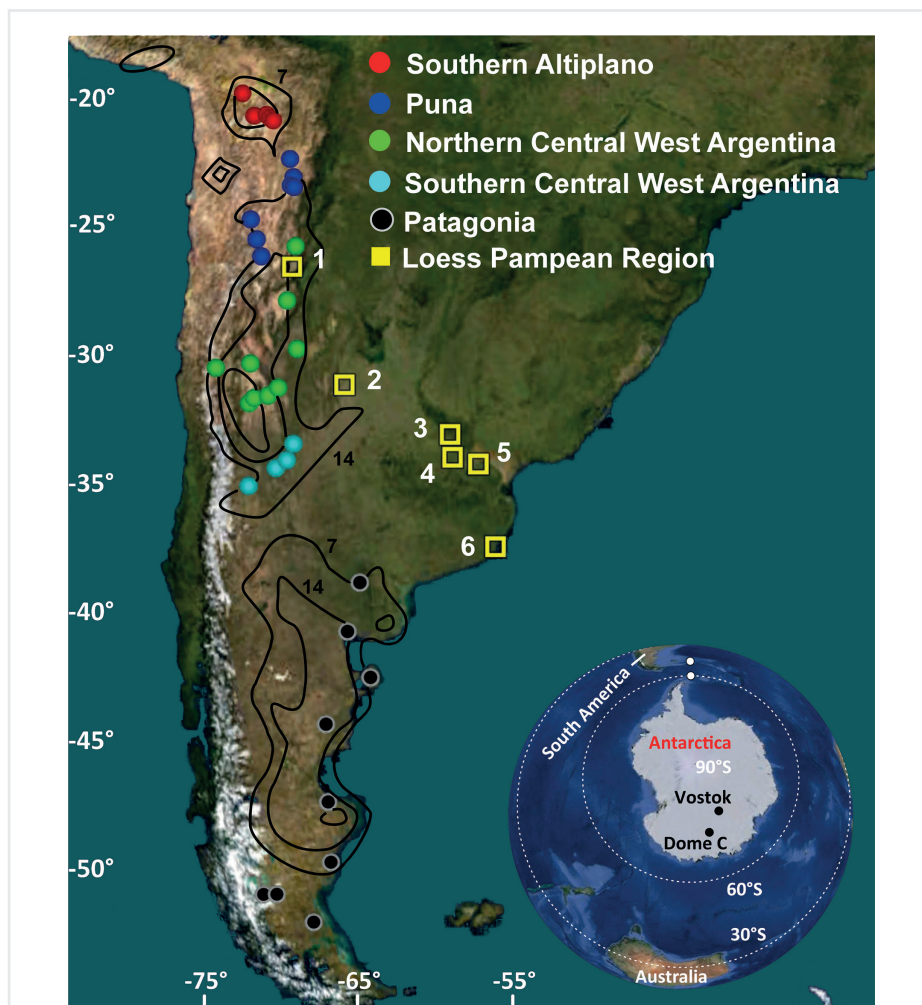 7
-20°
-25°
-30°
-35°
-40°
-45°
-50°
Southern Altiplano
Puna
Northern Central West Argentina
Southern Central West Argentina
Patagonia
Loess Pampean Region
1
2
3
4
5
14
6
7
14
South America
Antarctica
90°S
Vostok
Dome C
60°S
30°S
Australia
-75°
-65°
-55°